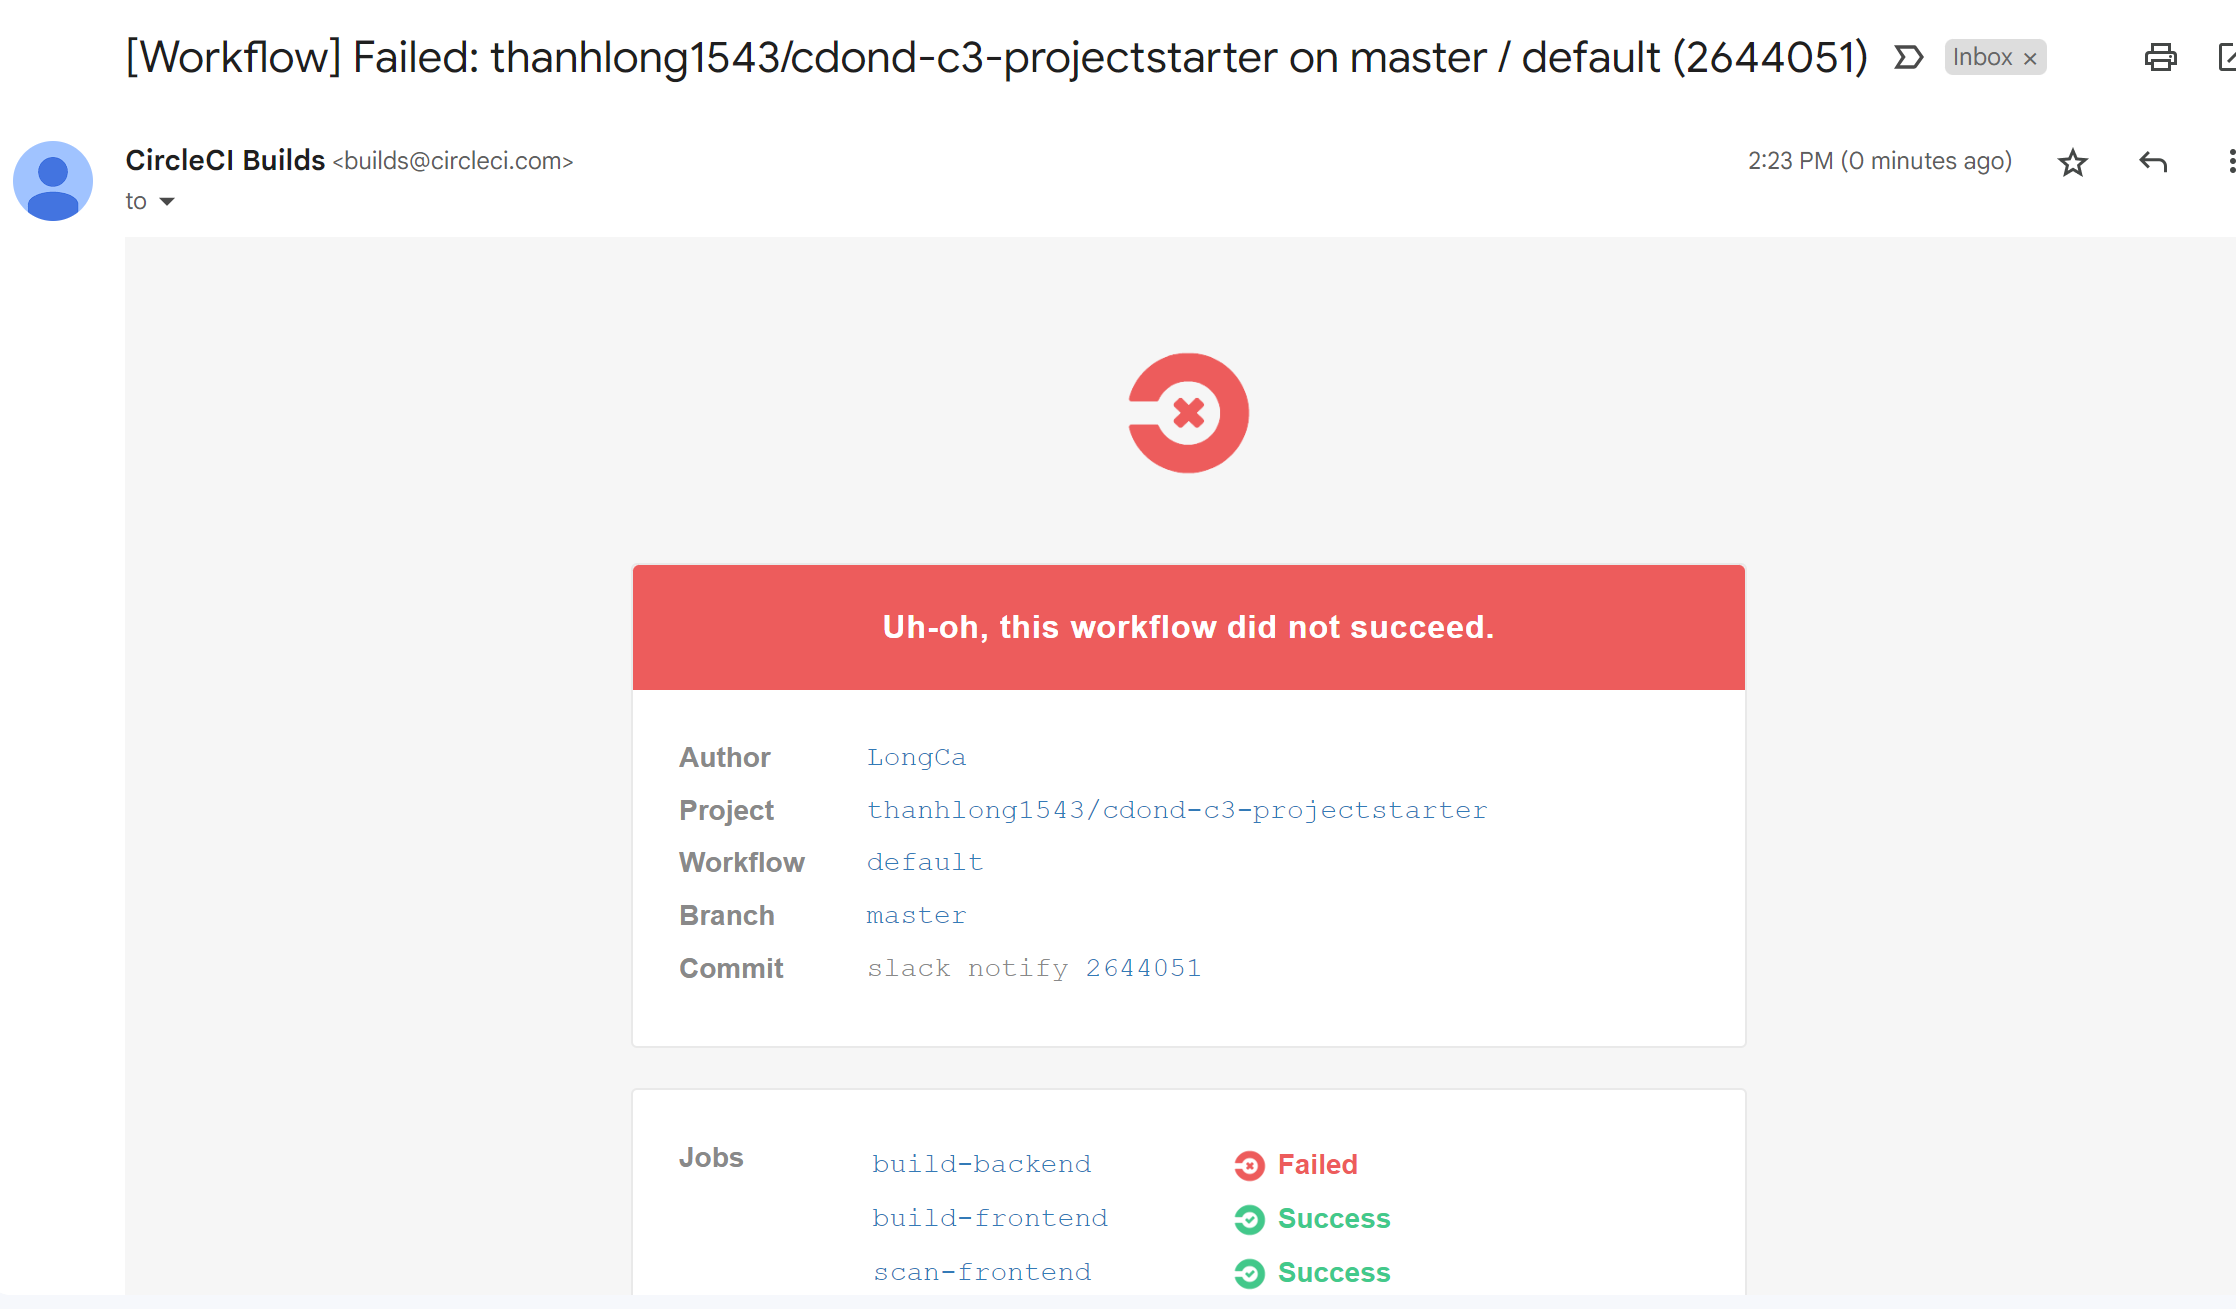 [Workflow] Failed: thanhlong1543/cdond-c3-projectstarter on master / default (2644051) Inbox ×
CircleCI Builds <builds@circleci.com> 2:23 PM (0 minutes ago)
to
Uh-oh, this workflow did not succeed.
Author LongCa
Project thanhlong1543/cdond-c3-projectstarter
Workflow default
Branch master
Commit slack notify 2644051
Jobs build-backend Failed
build-frontend Success
scan-frontend Success